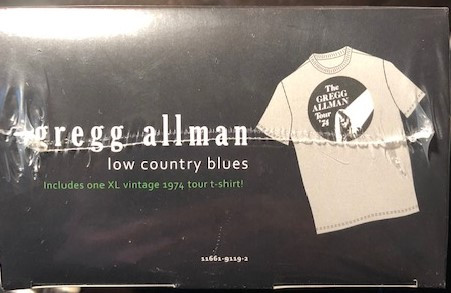 The
GREGG
ALLMAN
Tour
'74
gregg allman
low country blues
Includes one XL vintage 1974 tour t-shirt!
11661-9119-2